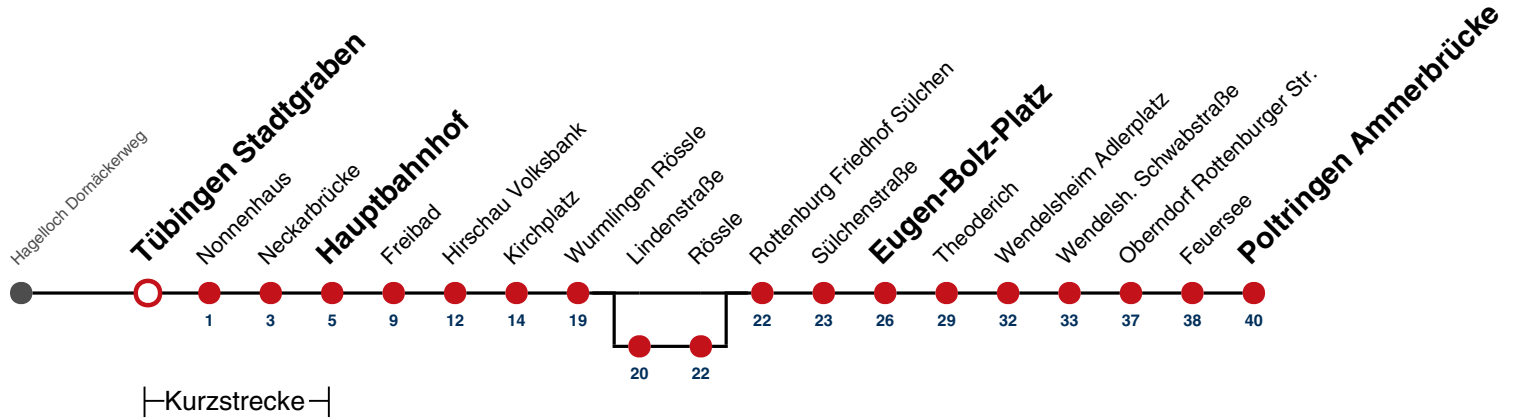 Hagelloch Dornäckerweg
Tübingen Stadtgraben
Nonnenhaus
Neckarbrücke
Hauptbahnhof
Freibad
Hirschau Volksbank
Kirchplatz
Wurmlingen Rössle
Lindenstraße
Rössle
Rottenburg Friedhof Sülchen
Sülchenstraße
Eugen-Bolz-Platz
Theoderich
Wendelsheim Adlerplatz
Wendelsh. Schwabstraße
Oberndorf Rottenburger Str.
Feuersee
Poltringen Ammerbrücke
1 3 5 9 12 14 19 22 23 26 29 32 33 37 38 40
20 22
Kurzstrecke